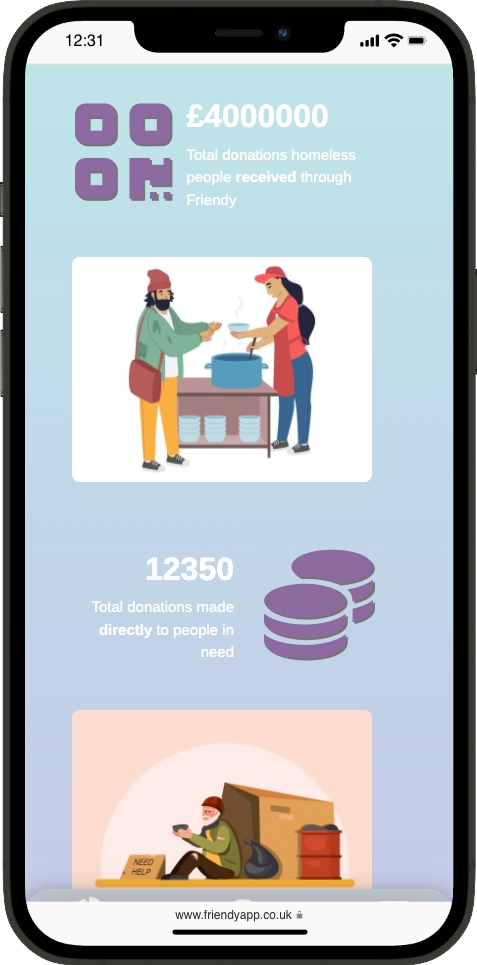 12:31
£4000000
Total donations homeless
people received through
Friendy
12350
Total donations made
directly to people in
need
NEED
HELP
www.friendyapp.co.uk